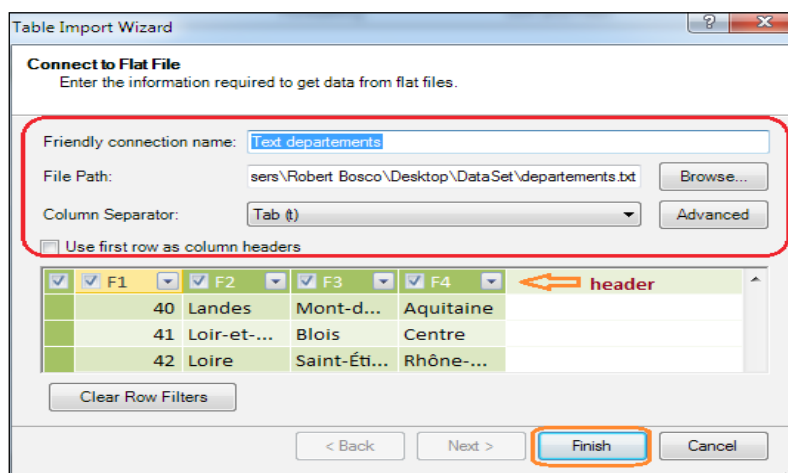 Table Import Wizard
Connect to Flat File
Enter the information required to get data from flat files.
Friendly connection name: Text departements
File Path: sers\Robert Bosco\Desktop\DataSet\departements.txt Browse...
Column Separator: Tab (t) Advanced
Use first row as column headers
F1 F2 F3 F4 header
40 Landes Mont-d... Aquitaine
41 Loir-et-... Blois Centre
42 Loire Saint-Éti... Rhône-...
Clear Row Filters
< Back Next > Finish Cancel